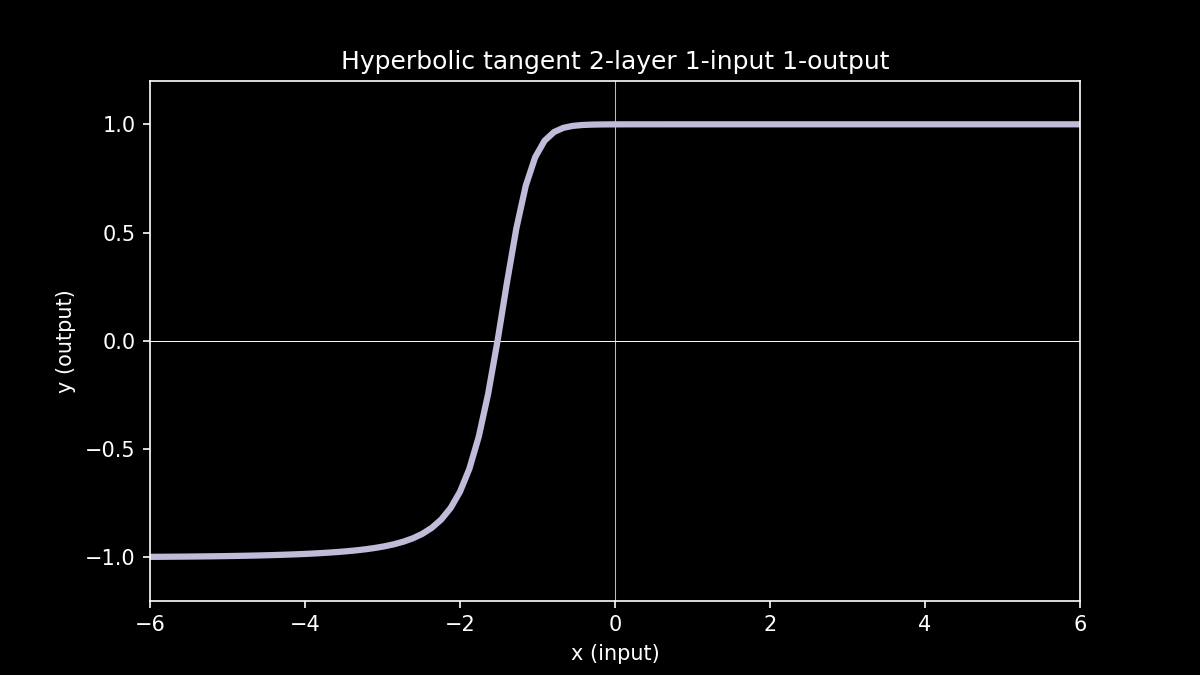 Hyperbolic tangent 2-layer 1-input 1-output
1.0
0.5
0.0
−0.5
−1.0
y (output)
−6 −4 −2 0 2 4 6
x (input)